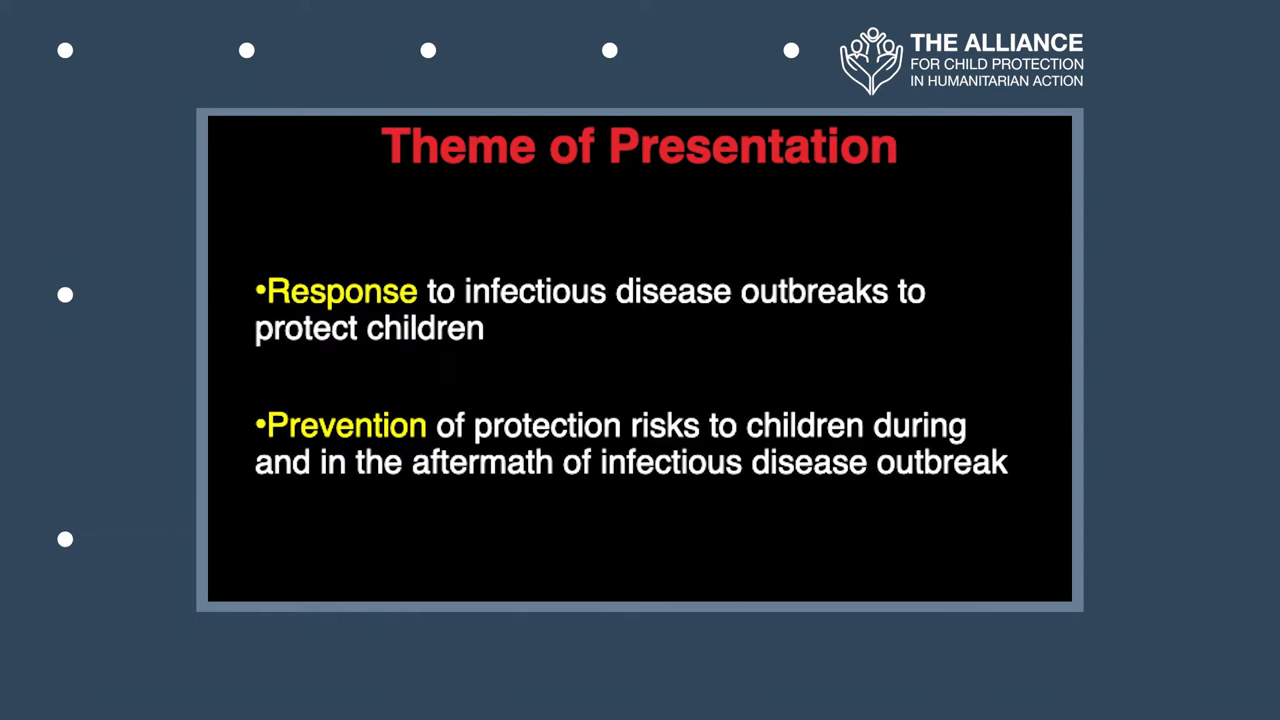 THE ALLIANCE
FOR CHILD PROTECTION
IN HUMANITARIAN ACTION
Theme of Presentation
•Response to infectious disease outbreaks to
protect children
•Prevention of protection risks to children during
and in the aftermath of infectious disease outbreak